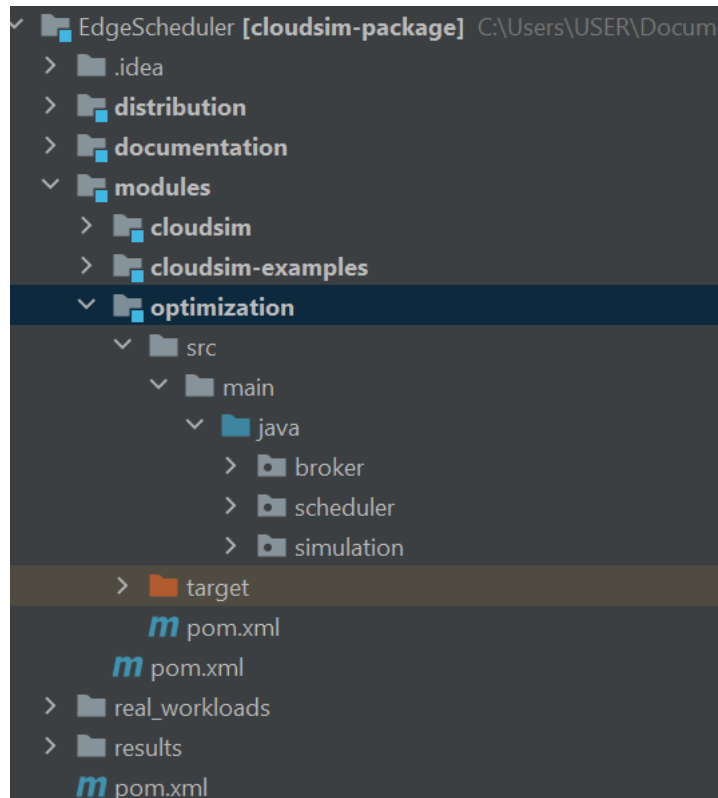 EdgeScheduler [cloudsim-package] C:\Users\USER\Docum
.idea
distribution
documentation
modules
cloudsim
cloudsim-examples
optimization
src
main
java
broker
scheduler
simulation
target
m pom.xml
m pom.xml
real_workloads
results
m pom.xml